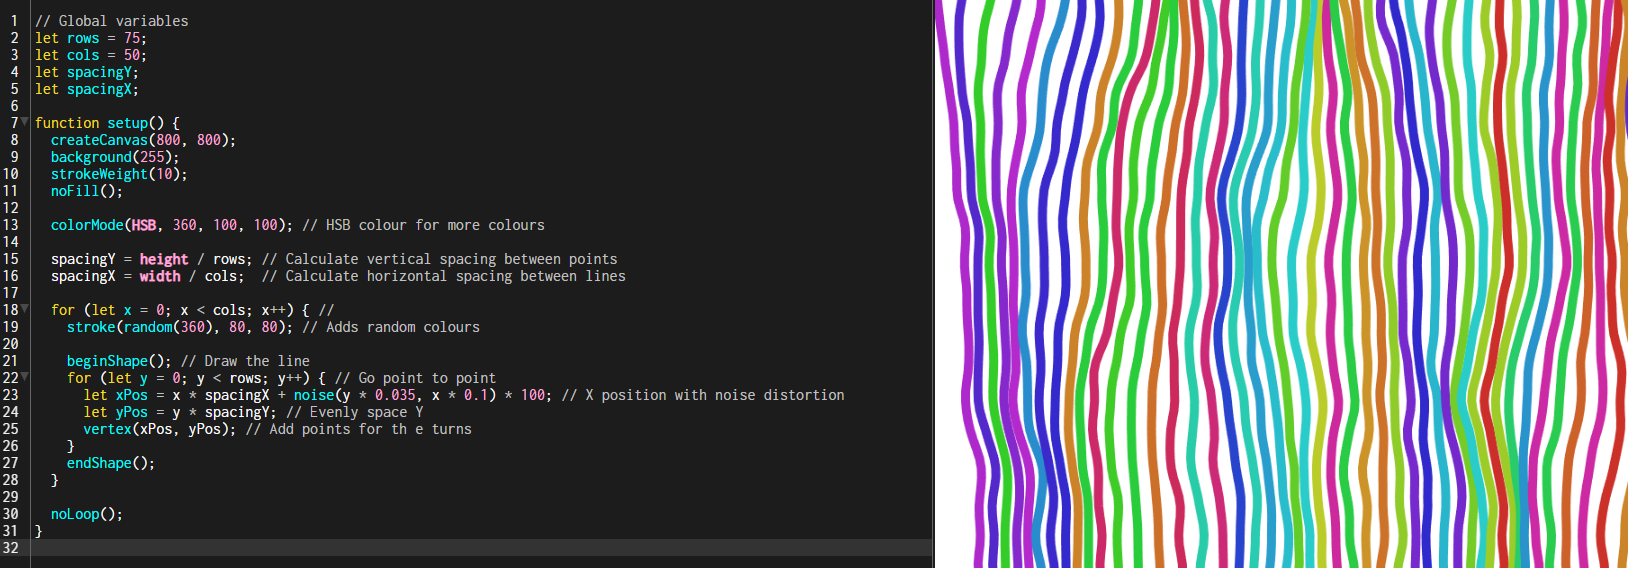 1 // Global variables
2 let rows = 75;
3 let cols = 50;
4 let spacingY;
5 let spacingX;
6
7 function setup() {
8 createCanvas(800, 800);
9 background(255);
10 strokeWeight(10);
11 noFill();
12
13 colorMode(HSB, 360, 100, 100); // HSB colour for more colours
14
15 spacingY = height / rows; // Calculate vertical spacing between points
16 spacingX = width / cols;  // Calculate horizontal spacing between lines
17
18 for (let x = 0; x < cols; x++) { //
19 stroke(random(360), 80, 80); // Adds random colours
20
21 beginShape(); // Draw the line
22 for (let y = 0; y < rows; y++) { // Go point to point
23 let xPos = x * spacingX + noise(y * 0.035, x * 0.1) * 100; // X position with noise distortion
24 let yPos = y * spacingY; // Evenly space Y
25 vertex(xPos, yPos); // Add points for th e turns
26 }
27 endShape();
28 }
29
30 noLoop();
31 }
32